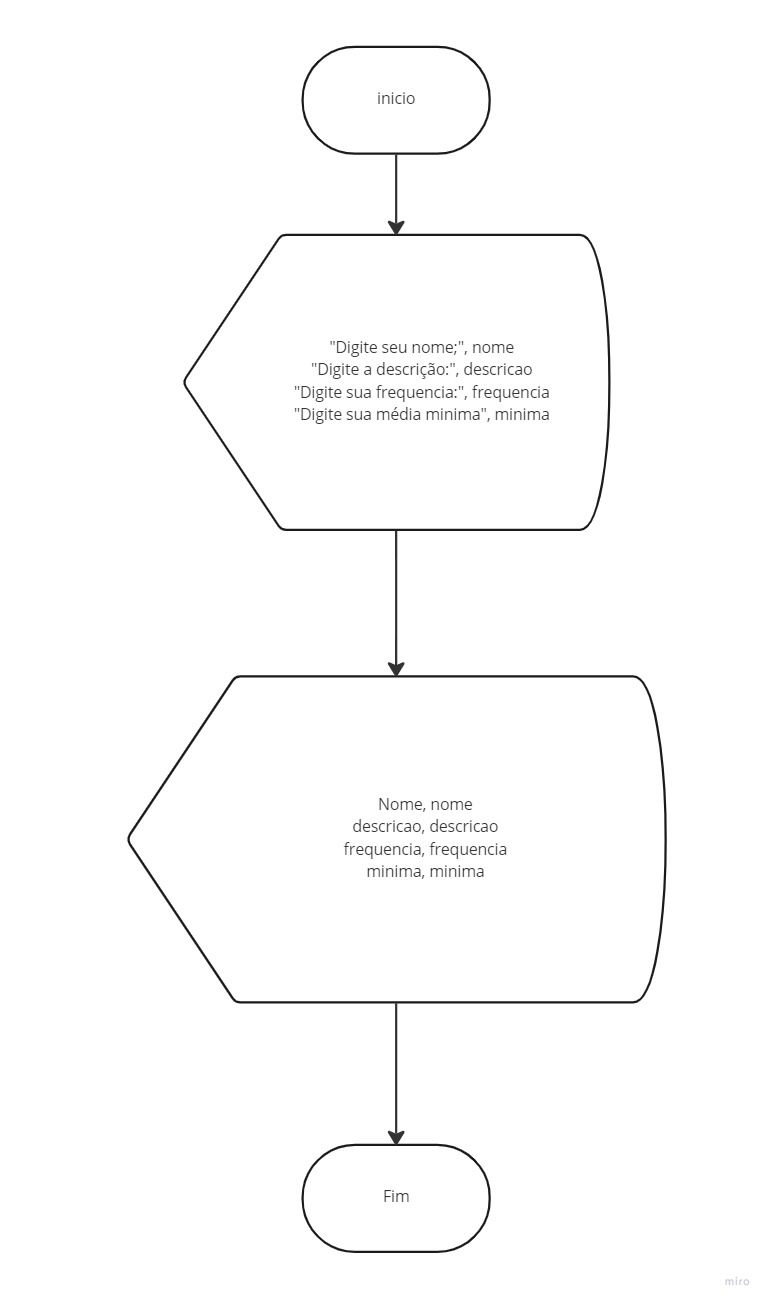 inicio
"Digite seu nome;", nome
"Digite a descrição:", descricao
"Digite sua frequencia:", frequencia
"Digite sua média minima", minima
Nome, nome
descricao, descricao
frequencia, frequencia
minima, minima
Fim
miro